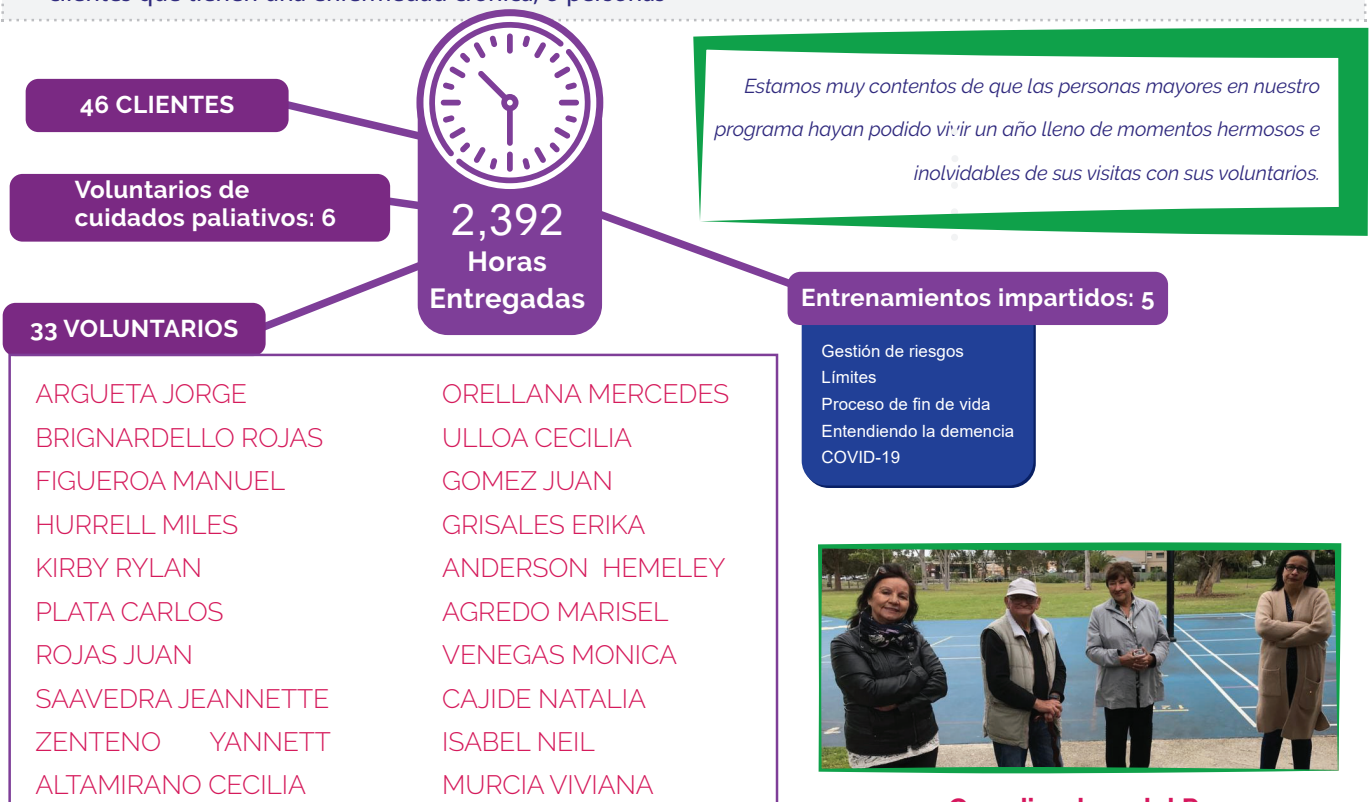 46 CLIENTES
Voluntarios de
cuidados paliativos: 6
2,392
Horas
Entregadas
Estamos muy contentos de que las personas mayores en nuestro
programa hayan podido vivir un año lleno de momentos hermosos e
inolvidables de sus visitas con sus voluntarios.
Entrenamientos impartidos: 5
Gestión de riesgos
Límites
Proceso de fin de vida
Entendiendo la demencia
COVID-19
33 VOLUNTARIOS
ARGUETA JORGE
BRIGNARDELLO ROJAS
FIGUEROA MANUEL
HURRELL MILES
KIRBY RYLAN
PLATA CARLOS
ROJAS JUAN
SAAVEDRA JEANNETTE
ZENTENO YANNETT
ALTAMIRANO CECILIA
ORELLANA MERCEDES
ULLOA CECILIA
GOMEZ JUAN
GRISALES ERIKA
ANDERSON HEMELEY
AGREDO MARISEL
VENEGAS MONICA
CAJIDE NATALIA
ISABEL NEIL
MURCIA VIVIANA